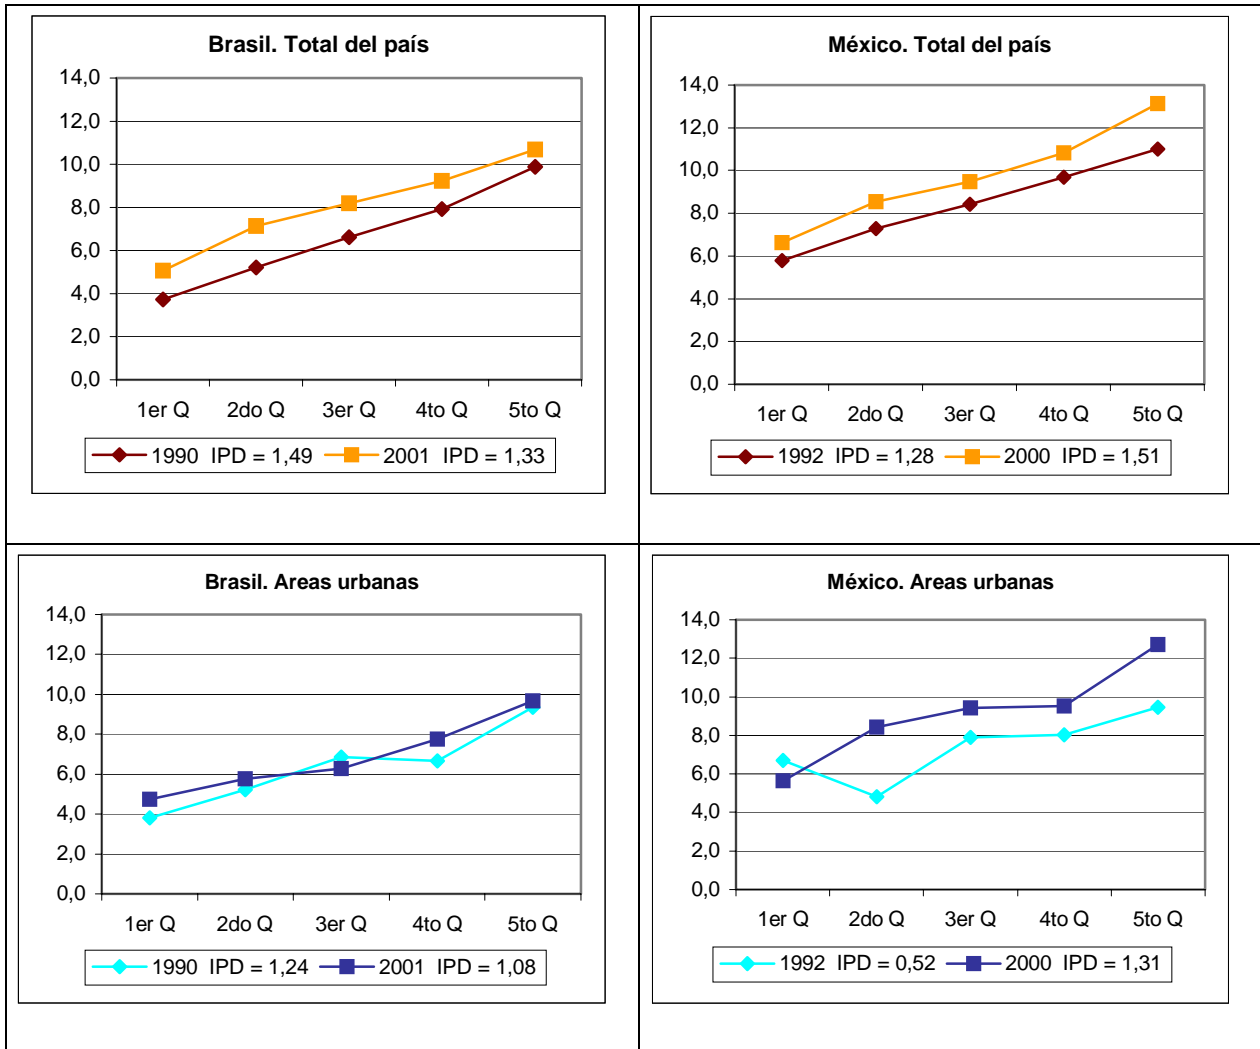 Brasil. Total del país
14,0
12,0
10,0
8,0
6,0
4,0
2,0
0,0
1er Q 2do Q 3er Q 4to Q 5to Q
1990 IPD = 1,49 2001 IPD = 1,33
México. Total del país
14,0
12,0
10,0
8,0
6,0
4,0
2,0
0,0
1er Q 2do Q 3er Q 4to Q 5to Q
1992 IPD = 1,28 2000 IPD = 1,51
Brasil. Areas urbanas
14,0
12,0
10,0
8,0
6,0
4,0
2,0
0,0
1er Q 2do Q 3er Q 4to Q 5to Q
1990 IPD = 1,24 2001 IPD = 1,08
México. Areas urbanas
14,0
12,0
10,0
8,0
6,0
4,0
2,0
0,0
1er Q 2do Q 3er Q 4to Q 5to Q
1992 IPD = 0,52 2000 IPD = 1,31